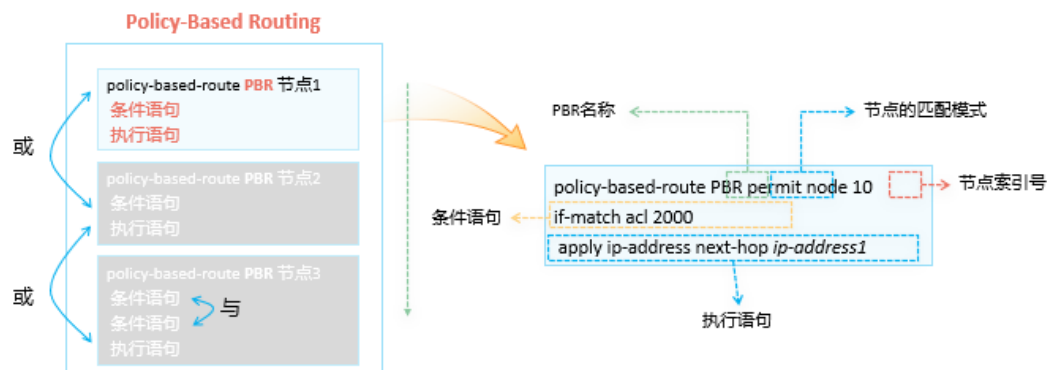 Policy-Based Routing
policy-based-route PBR 节点1
条件语句
执行语句
或
policy-based-route PBR 节点2
条件语句
执行语句
或
policy-based-route PBR 节点3
条件语句
与
条件语句
执行语句
PBR名称
节点的匹配模式
policy-based-route PBR permit node 10
节点索引号
条件语句
if-match acl 2000
apply ip-address next-hop ip-address1
执行语句